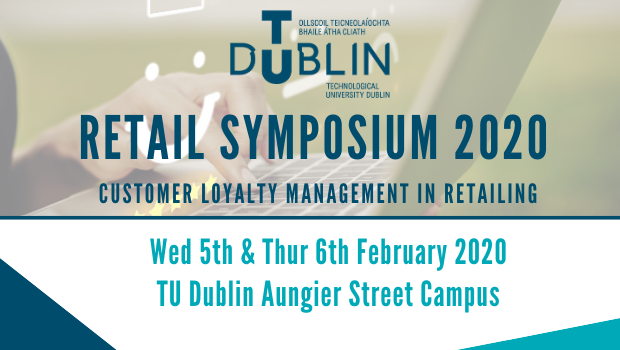 OLLSCOIL TEICNEOLAÍOCHTA
BHAILE ÁTHA CLIATH
TU DUBLIN
TECHNOLOGICAL
UNIVERSITY DUBLIN
RETAIL SYMPOSIUM 2020
CUSTOMER LOYALTY MANAGEMENT IN RETAILING
Wed 5th & Thur 6th February 2020
TU Dublin Aungier Street Campus